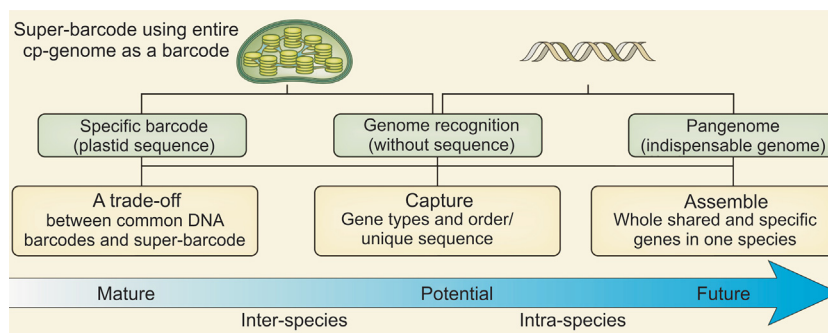 Super-barcode using entire
cp-genome as a barcode
Specific barcode
(plastid sequence)
Genome recognition
(without sequence)
Pangenome
(indispensable genome)
A trade-off
between common DNA
barcodes and super-barcode
Capture
Gene types and order/
unique sequence
Assemble
Whole shared and specific
genes in one species
Mature
Potential
Future
Inter-species
Intra-species